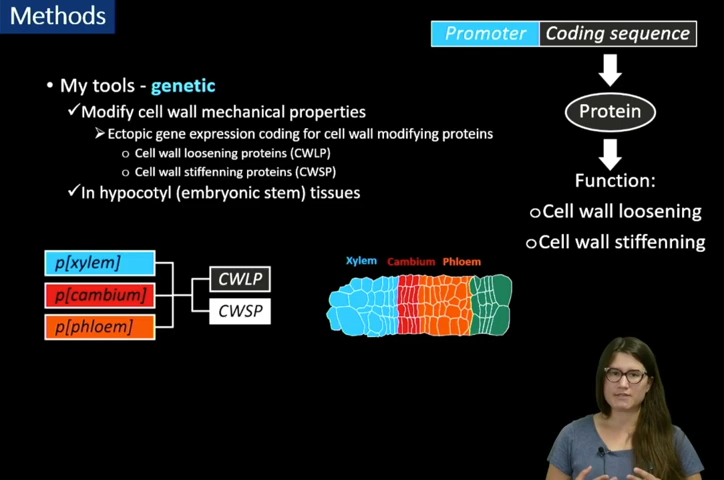 Methods
Promoter Coding sequence
• My tools - genetic
✓Modify cell wall mechanical properties
➢Ectopic gene expression coding for cell wall modifying proteins
o Cell wall loosening proteins (CWLP)
o Cell wall stiffenning proteins (CWSP)
✓In hypocotyl (embryonic stem) tissues
Protein
Function:
oCell wall loosening
oCell wall stiffenning
p[xylem]
p[cambium]
p[phloem]
CWLP
CWSP
Xylem Cambium Phloem